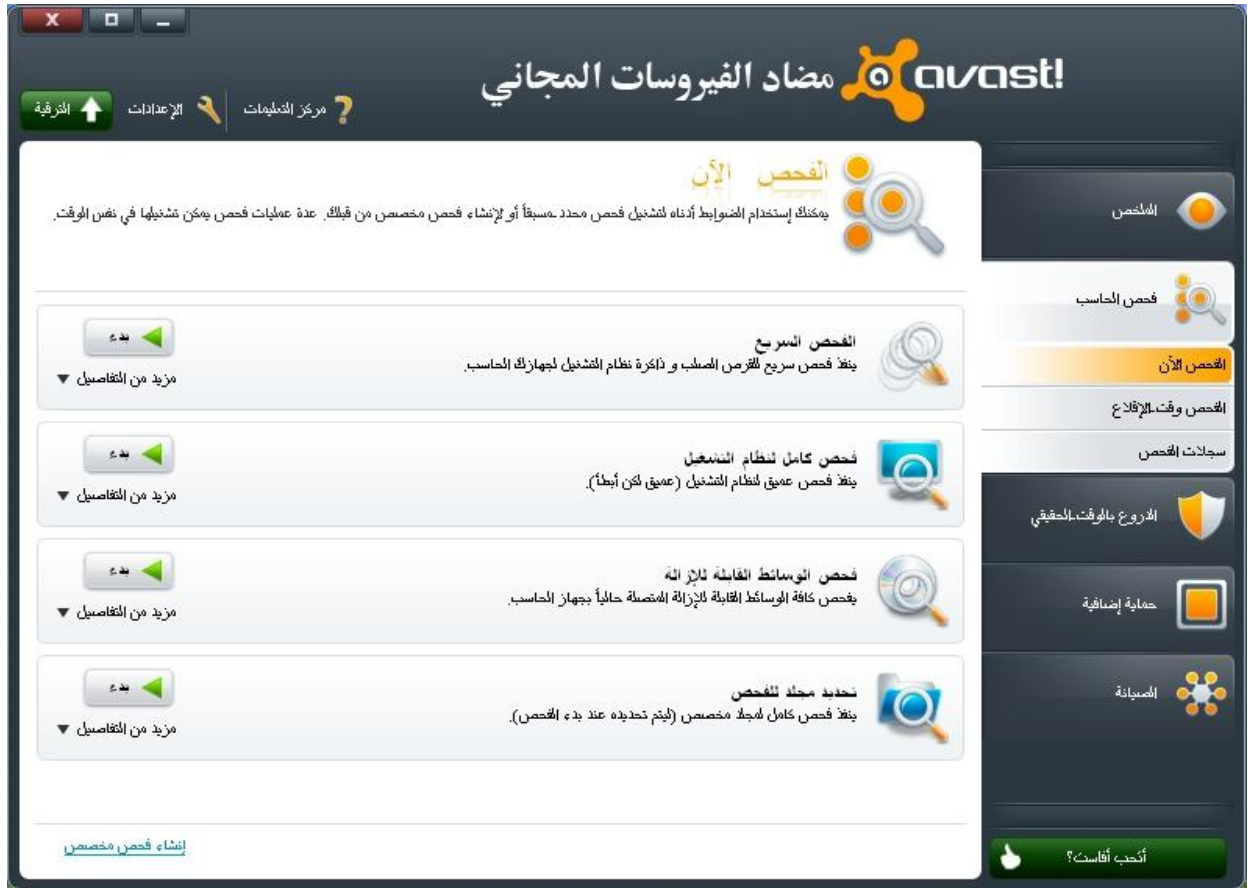 avast! مضاد الفيروسات المجاني
مركز التعليمات
الإعدادات
الترقية
الملخص
فحص الحاسب
الفحص الآن
الفحص وقت الإقلاع
سجلات الفحص
الدروع بالوقت الحقيقي
حماية إضافية
الصيانة
أتحب أفاست؟
الفحص الآن
يمكنك إستخدام الضوابط أدناه لتشغيل فحص محدد مسبقاً أو لإنشاء فحص مخصص من قبلك. عدة عمليات فحص يمكن تشغيلها في نفس الوقت.
الفحص السريع
ينفذ فحص سريع للقرص الصلب و ذاكرة نظام التشغيل لجهازك الحاسب.
بدء
مزيد من التفاصيل
فحص كامل لنظام التشغيل
ينفذ فحص عميق لنظام التشغيل (عميق لكن أبطأ).
بدء
مزيد من التفاصيل
فحص الوسائط القابلة للإزالة
يفحص كافة الوسائط القابلة للإزالة المتصلة حالياً بجهاز الحاسب.
بدء
مزيد من التفاصيل
تحديد مجلد للفحص
ينفذ فحص كامل لمجلد مخصص (ليتم تحديده عند بدء الفحص).
بدء
مزيد من التفاصيل
إنشاء فحص مخصص